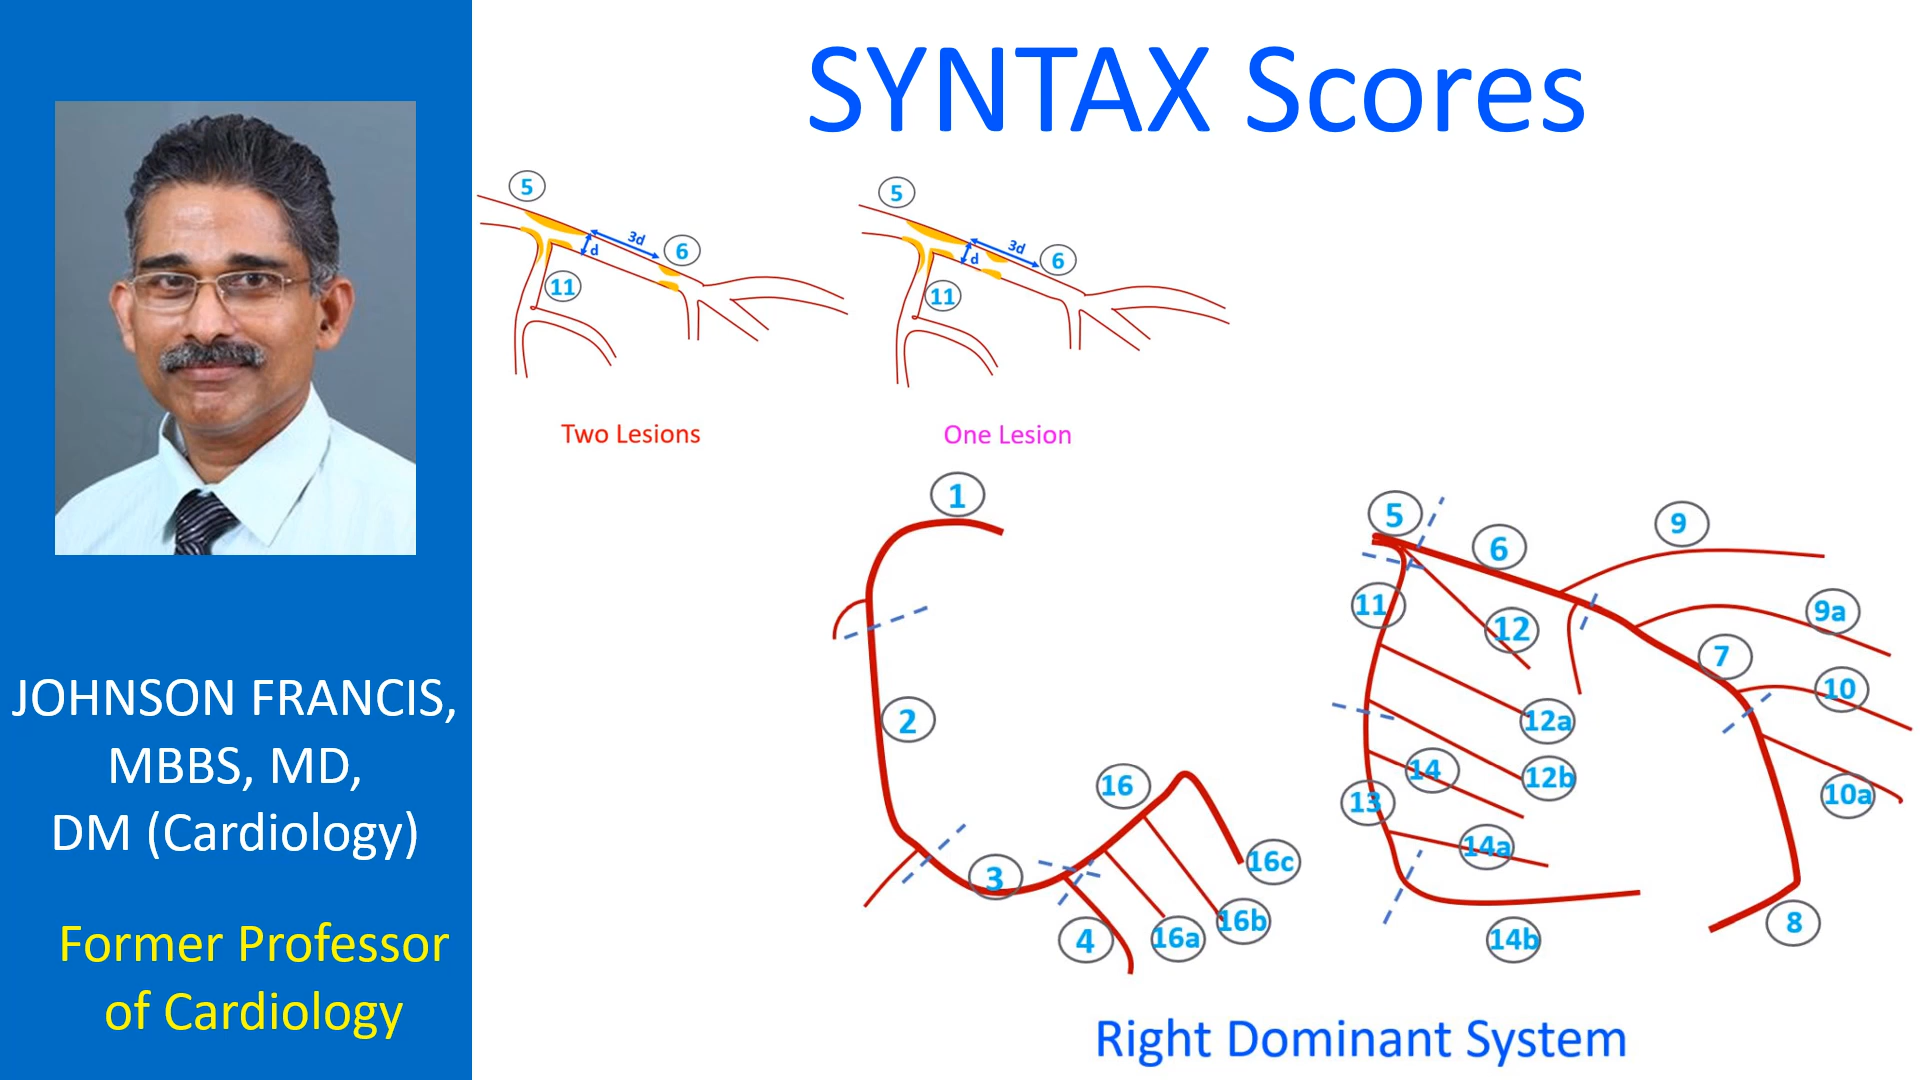 SYNTAX Scores
JOHNSON FRANCIS,
MBBS, MD,
DM (Cardiology)
Former Professor
of Cardiology
5
3d
d
6
11
Two Lesions
5
3d
d
6
11
One Lesion
1
2
3
4
16
16a
16b
16c
5
6
9
11
12
9a
7
10
12a
12b
14
13
10a
14a
14b
8
Right Dominant System